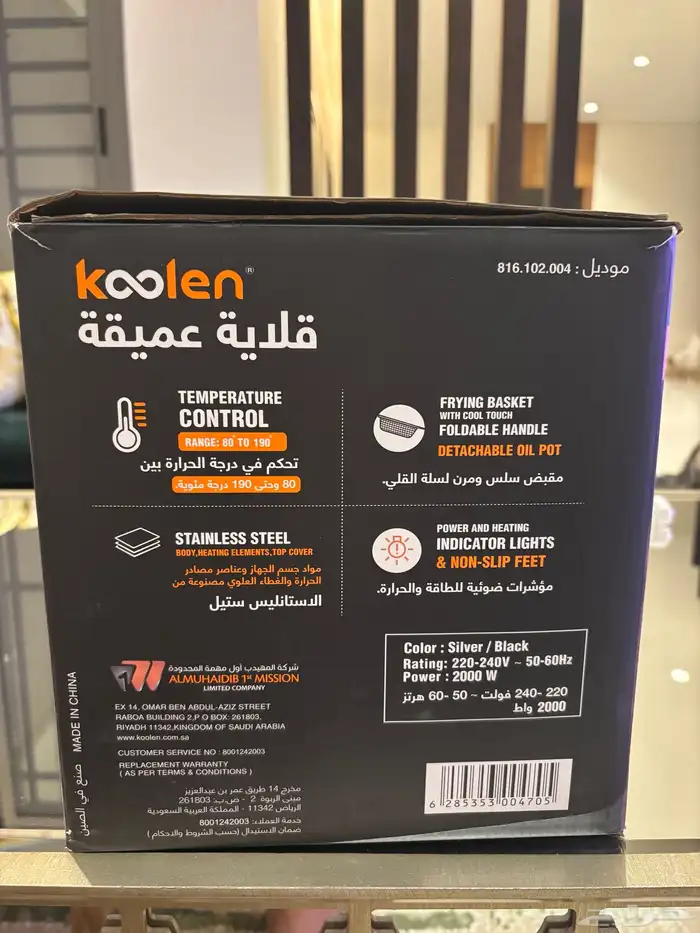 koolen®
قلاية عميقة
موديل : 816.102.004
TEMPERATURE
CONTROL
RANGE: 80° TO 190°
تحكم في درجة الحرارة بين
80 وحتى 190 درجة مئوية.
FRYING BASKET
WITH COOL TOUCH
FOLDABLE HANDLE
DETACHABLE OIL POT
مقبض سلس ومرن لسلة القلي.
STAINLESS STEEL
BODY,HEATING ELEMENTS,TOP COVER
مواد جسم الجهاز وعناصر مصادر
الحرارة والغطاء العلوي مصنوعة من
الاستانليس ستيل
POWER AND HEATING
INDICATOR LIGHTS
& NON-SLIP FEET
مؤشرات ضوئية للطاقة والحرارة.
شركة المهيدب أول مهمة المحدودة
ALMUHAIDIB 1st MISSION
LIMITED COMPANY
EX 14, OMAR BEN ABDUL-AZIZ STREET
RABOA BUILDING 2,P O BOX: 261803,
RIYADH 11342,KINGDOM OF SAUDI ARABIA
www.koolen.com.sa
CUSTOMER SERVICE NO : 8001242003
REPLACEMENT WARRANTY
( AS PER TERMS & CONDITIONS )
مخرج 14 طريق عمر بن عبدالعزيز
مبنى الربوة 2 - ص.ب: 261803
الرياض 11342 - المملكة العربية السعودية
خدمة العملاء: 8001242003
ضمان الاستبدال (حسب الشروط والاحكام )
Color : Silver / Black
Rating: 220-240V ~ 50-60Hz
Power : 2000 W
220 -240 فولت ~ 50 -60 هرتز
2000 واط
6 285353 004705
صنع في الصين MADE IN CHINA
حراج